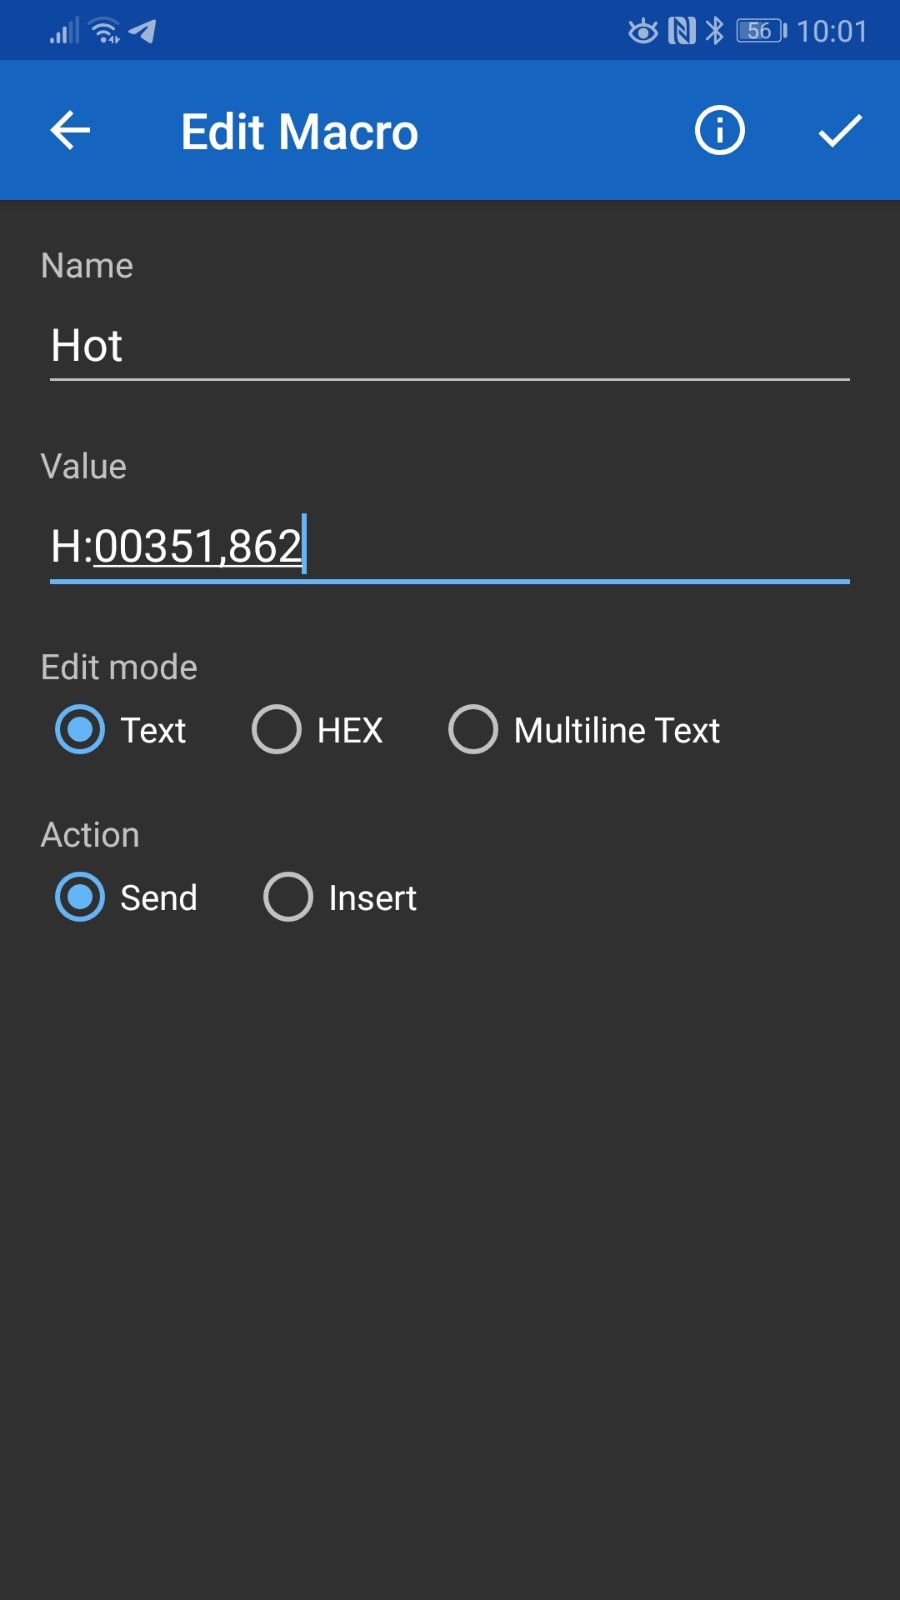 56 10:01
Edit Macro
Name
Hot
Value
H:00351,862
Edit mode
Text HEX Multiline Text
Action
Send Insert